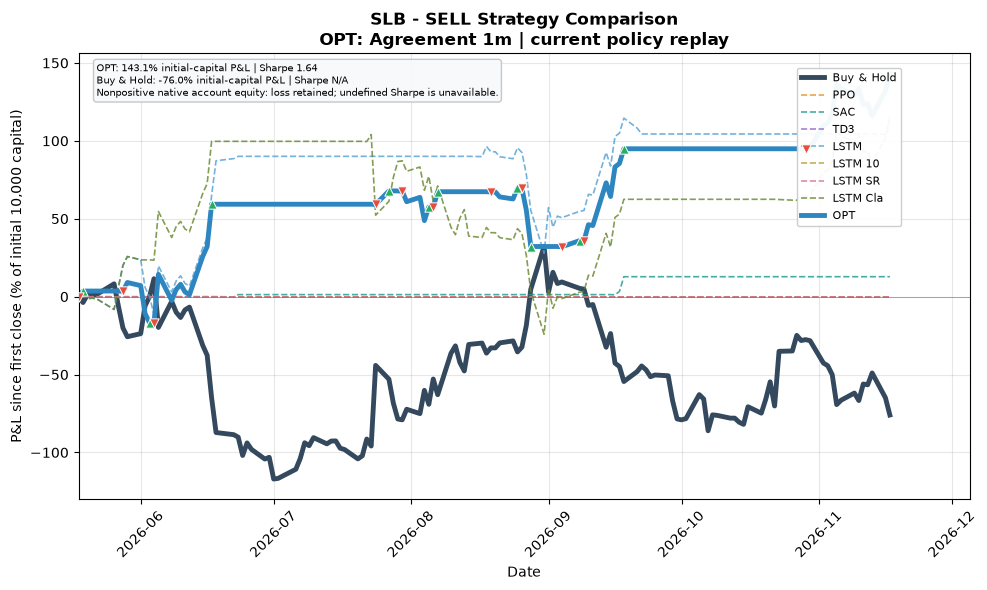 SLB - SELL Strategy Comparison
OPT: Agreement 1m | current policy replay
OPT: 143.1% initial-capital P&L | Sharpe 1.64
Buy & Hold: -76.0% initial-capital P&L | Sharpe N/A
Nonpositive native account equity: loss retained; undefined Sharpe is unavailable.
Buy & Hold
PPO
SAC
TD3
LSTM
LSTM 10
LSTM SR
LSTM Cla
OPT
P&L since first close (% of initial 10,000 capital)
150
100
50
0
−50
−100
2026-06
2026-07
2026-08
2026-09
2026-10
2026-11
2026-12
Date